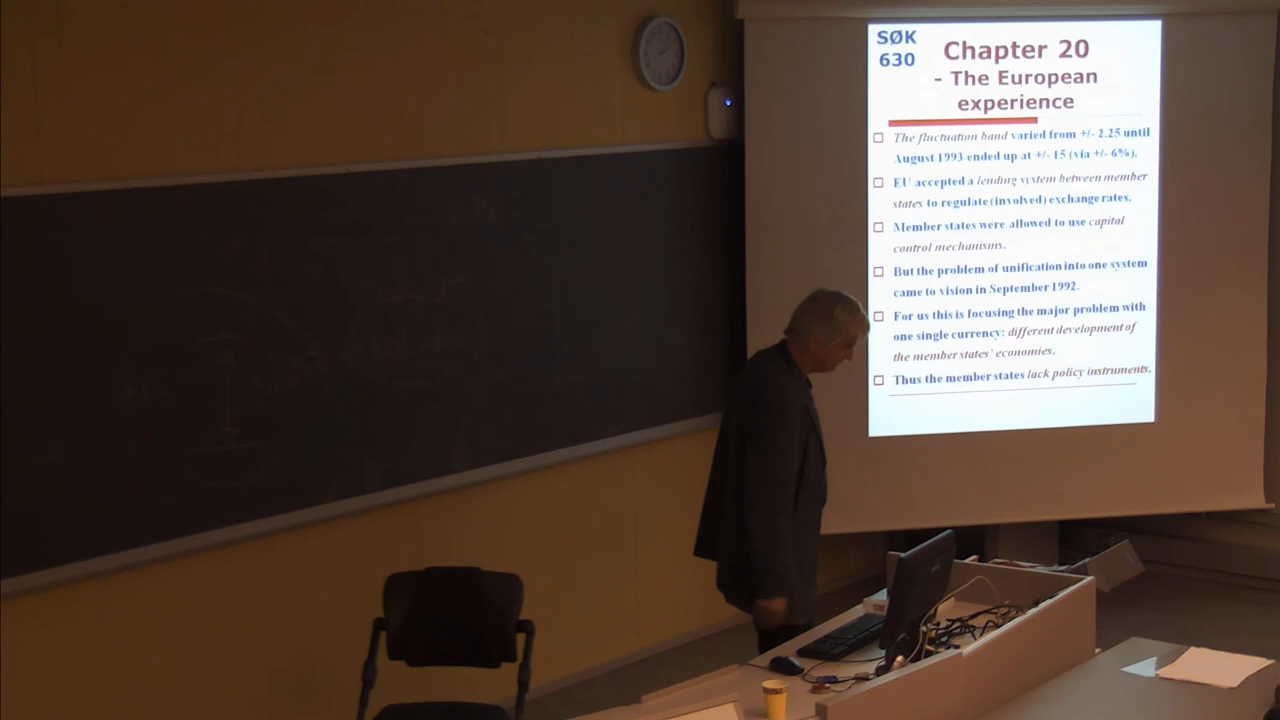 SØK
630
Chapter 20
- The European
experience
The fluctuation band varied from +/- 2.25 until
August 1993 ended up at +/- 15 (via +/- 6%).
EU accepted a lending system between member
states to regulate (involved) exchange rates.
Member states were allowed to use capital
control mechanisms.
But the problem of unification into one system
came to vision in September 1992.
For us this is focusing the major problem with
one single currency: different development of
the member states' economies.
Thus the member states lack policy instruments.